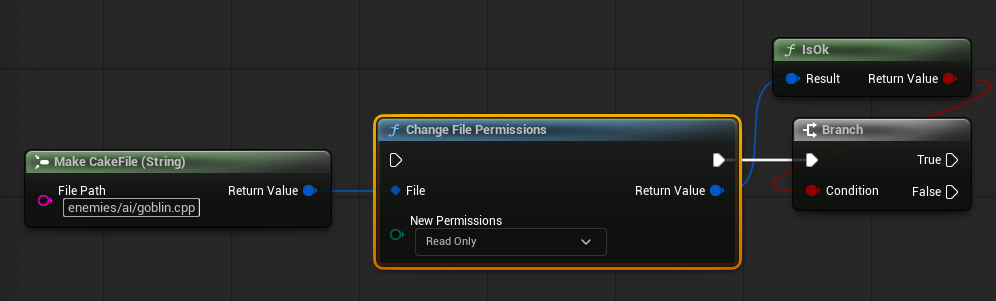 Make CakeFile (String)
File Path
enemies/ai/goblin.cpp
Return Value
Change File Permissions
File
Return Value
New Permissions
Read Only
IsOk
Result
Return Value
Branch
True
Condition
False